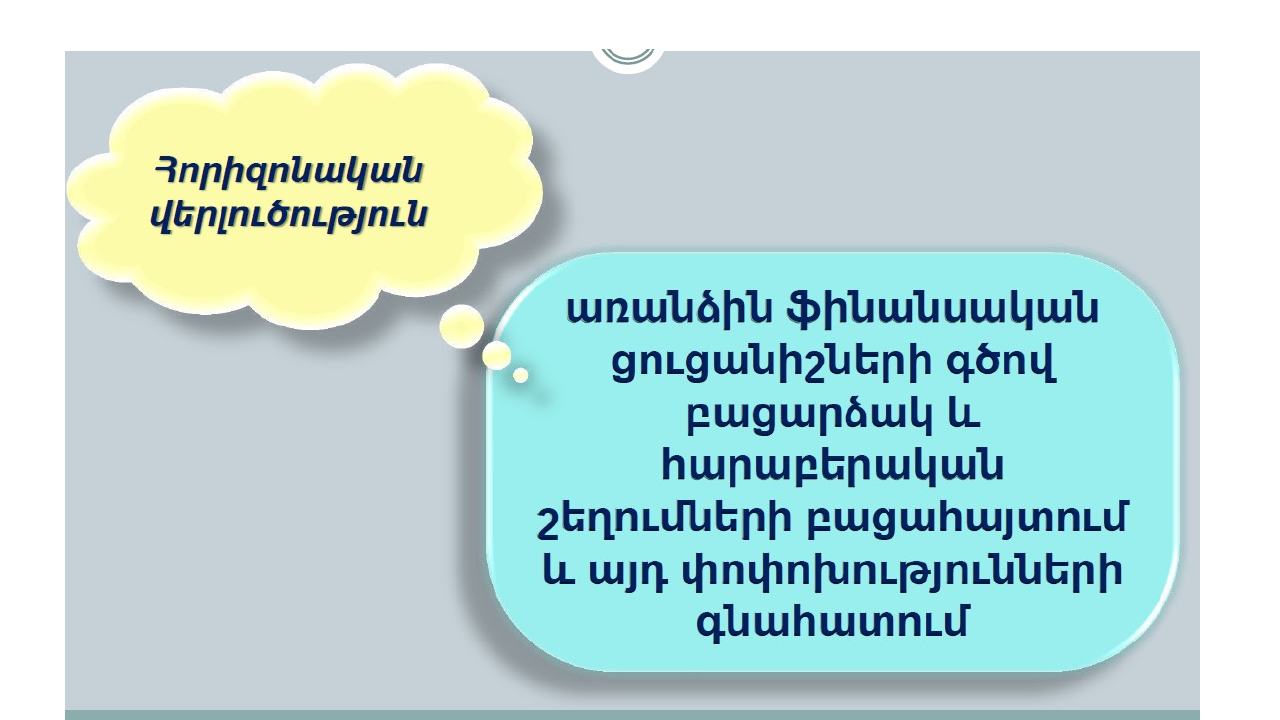 Հորիզոնական
վերլուծություն
առանձին ֆինանսական
ցուցանիշների գծով
բացարձակ և
հարաբերական
շեղումների բացահայտում
և այդ փոփոխությունների
գնահատում